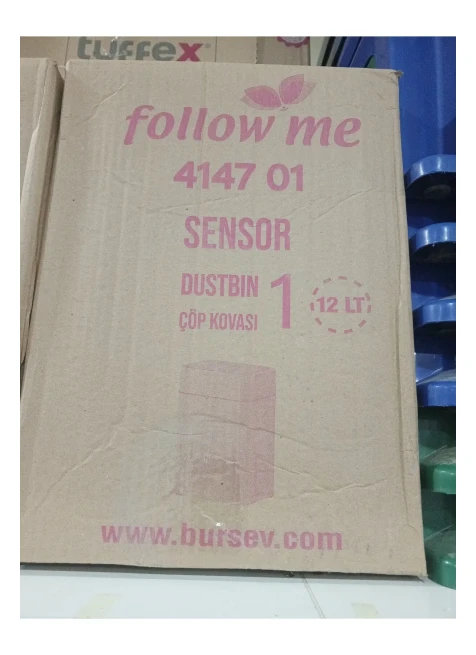 tuffex
follow me
4147 01
SENSOR
DUSTBIN 1
ÇÖP KOVASI
12 LT
www.bursev.com